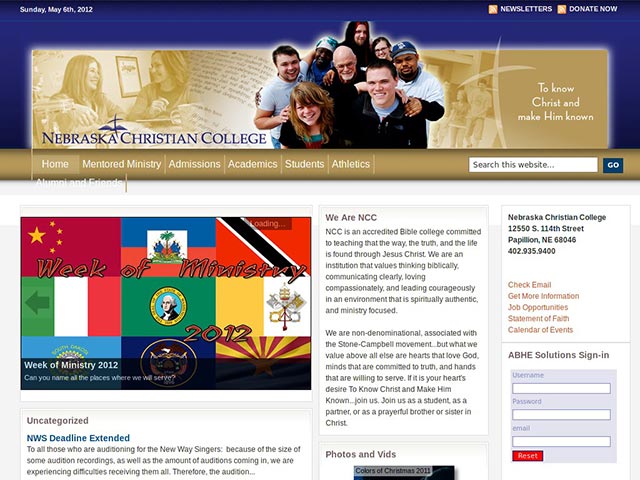 Sunday, May 6th, 2012
NEWSLETTERS
DONATE NOW
NEBRASKA CHRISTIAN COLLEGE
To know
Christ and
make Him known
Home
Mentored Ministry
Admissions
Academics
Students
Athletics
Alumni and Friends
Search this website...
GO
Loading...
Week of Ministry
2012
Week of Ministry 2012
Can you name all the places where we will serve?
Uncategorized
NWS Deadline Extended
To all those who are auditioning for the New Way Singers: because of the size of
some audition recordings, as well as the amount of auditions coming in, we are
experiencing difficulties receiving them all. Therefore, the audition...
We Are NCC
NCC is an accredited Bible college committed
to teaching that the way, the truth, and the life
is found through Jesus Christ. We are an
institution that values thinking biblically,
communicating clearly, loving
compassionately, and leading courageously
in an environment that is spiritually authentic,
and ministry focused.
We are non-denominational, associated with
the Stone-Campbell movement...but what we
value above all else are hearts that love God,
minds that are committed to truth, and hands
that are willing to serve. If it is your heart's
desire To Know Christ and Make Him
Known...join us. Join us as a student, as a
partner, or as a prayerful brother or sister in
Christ.
Photos and Vids
Colors of Christmas 2011
Nebraska Christian College
12550 S. 114th Street
Papillion, NE 68046
402.935.9400
Check Email
Get More Information
Job Opportunities
Statement of Faith
Calendar of Events
ABHE Solutions Sign-in
Username
Password
email
Reset